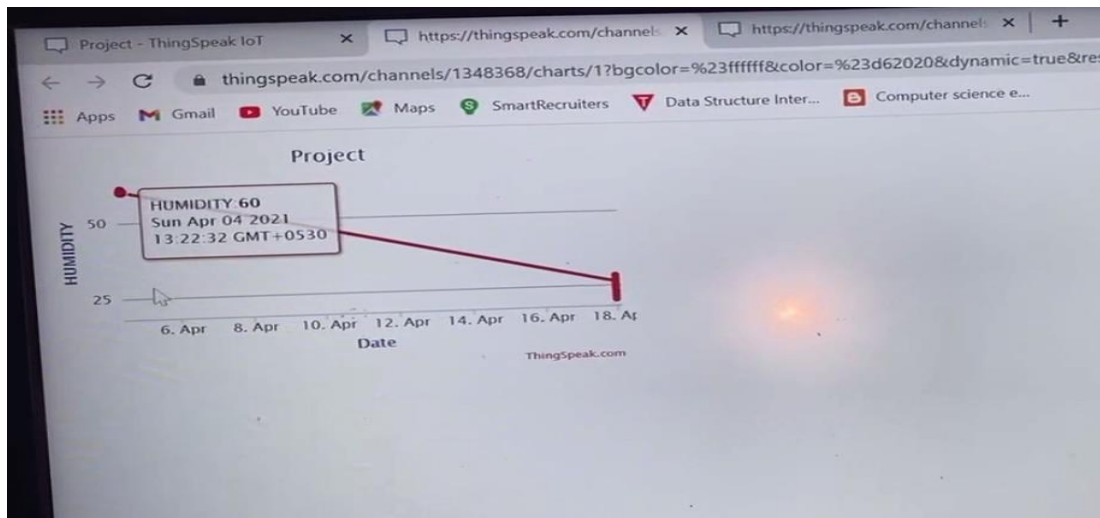 Project - ThingSpeak IoT
https://thingspeak.com/channel
https://thingspeak.com/channel
thingspeak.com/channels/1348368/charts/1?bgcolor=%23ffffff&color=%23d62020&dynamic=true&re
Apps Gmail YouTube Maps SmartRecruiters Data Structure Inter... Computer science e...
Project
HUMIDITY:60
Sun Apr 04 2021
13:22:32 GMT+0530
HUMIDITY
50
25
6. Apr 8. Apr 10. Apr 12. Apr 14. Apr 16. Apr 18. Ap
Date
ThingSpeak.com